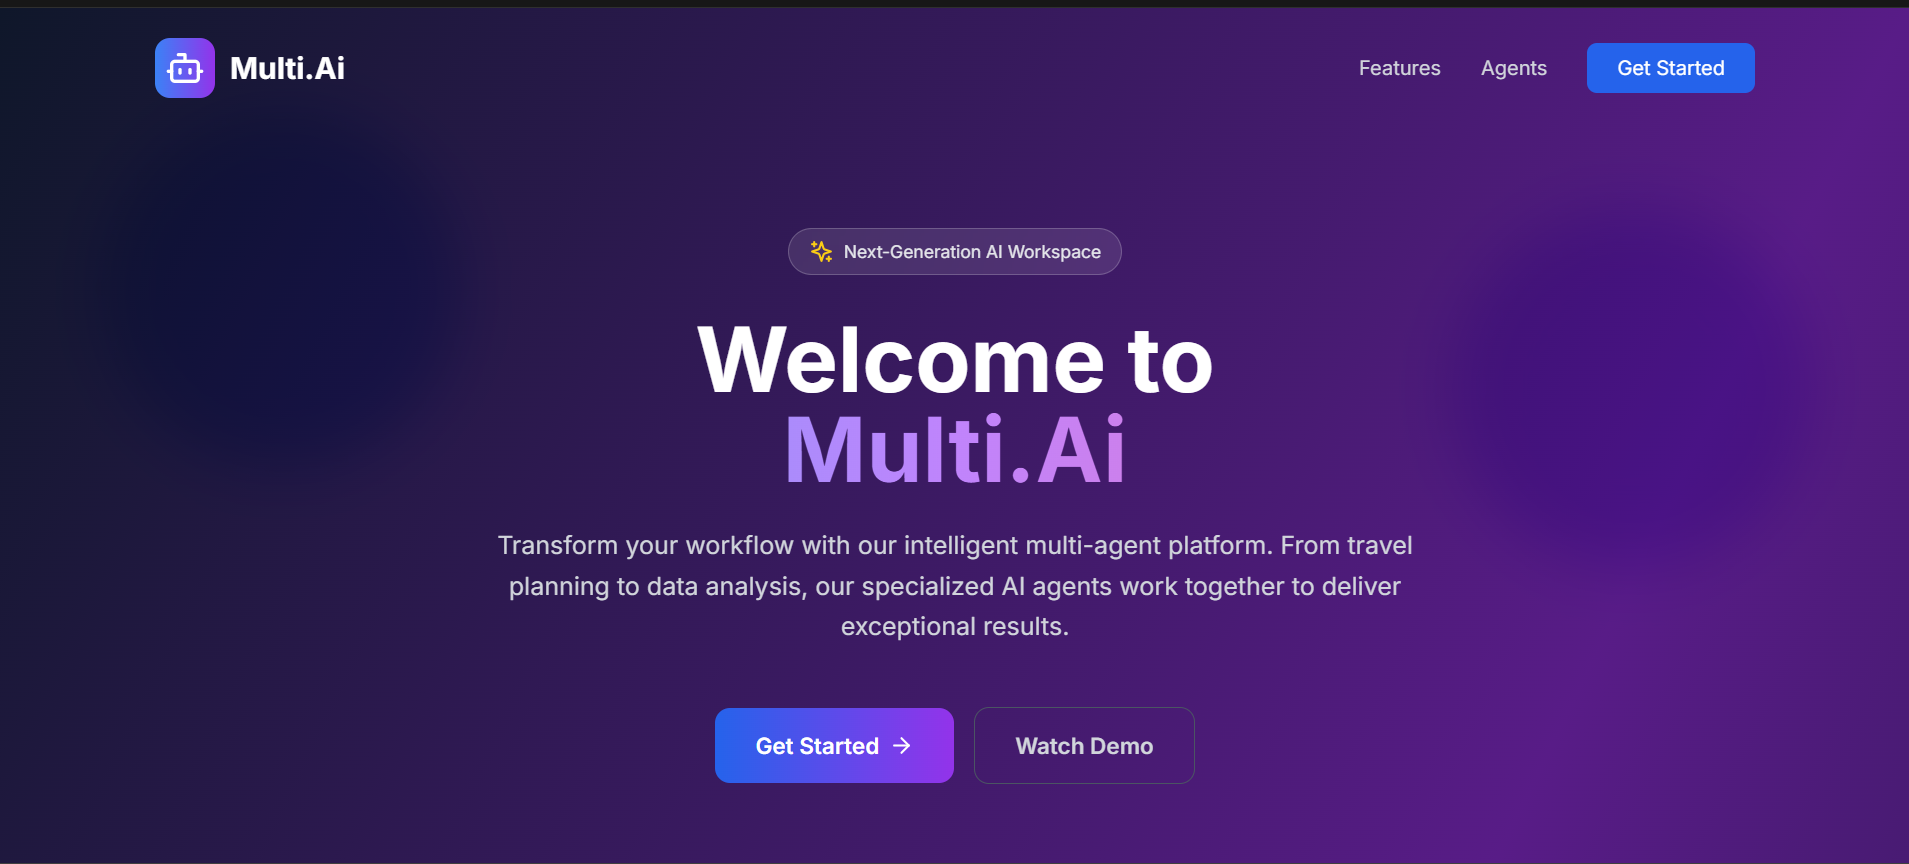 Multi.Ai
Features
Agents
Get Started
Next-Generation AI Workspace
Welcome to
Multi.Ai
Transform your workflow with our intelligent multi-agent platform. From travel
planning to data analysis, our specialized AI agents work together to deliver
exceptional results.
Get Started
Watch Demo